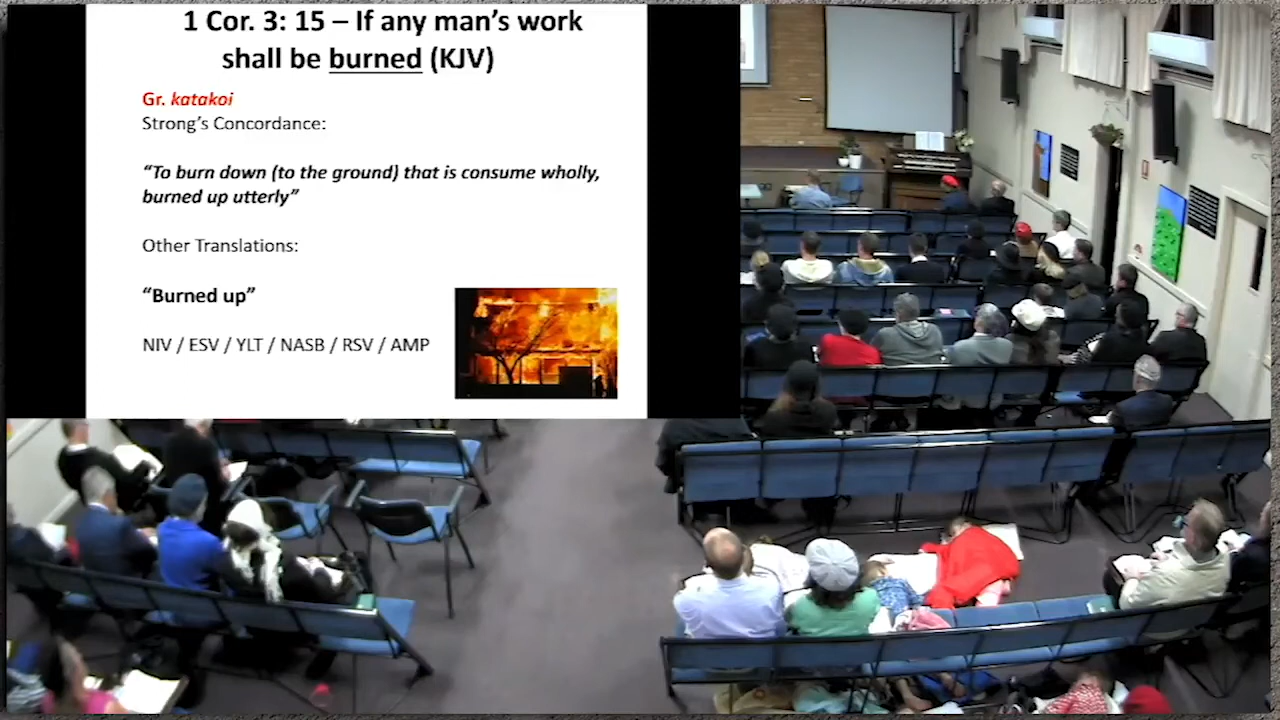 1 Cor. 3: 15 – If any man's work
shall be burned (KJV)
Gr. katakoi
Strong's Concordance:
"To burn down (to the ground) that is consume wholly,
burned up utterly"
Other Translations:
"Burned up"
NIV / ESV / YLT / NASB / RSV / AMP